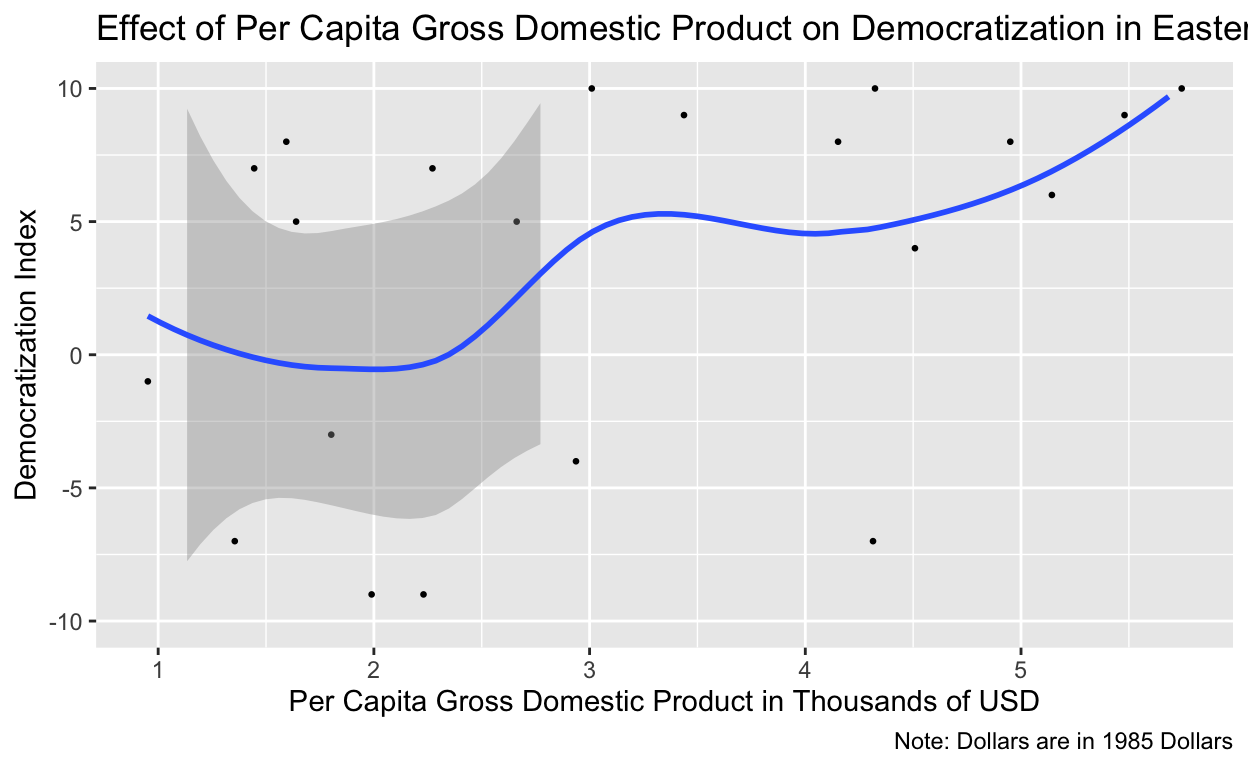 Effect of Per Capita Gross Domestic Product on Democratization in Easter
10
5
0
-5
-10
Democratization Index
1 2 3 4 5
Per Capita Gross Domestic Product in Thousands of USD
Note: Dollars are in 1985 Dollars